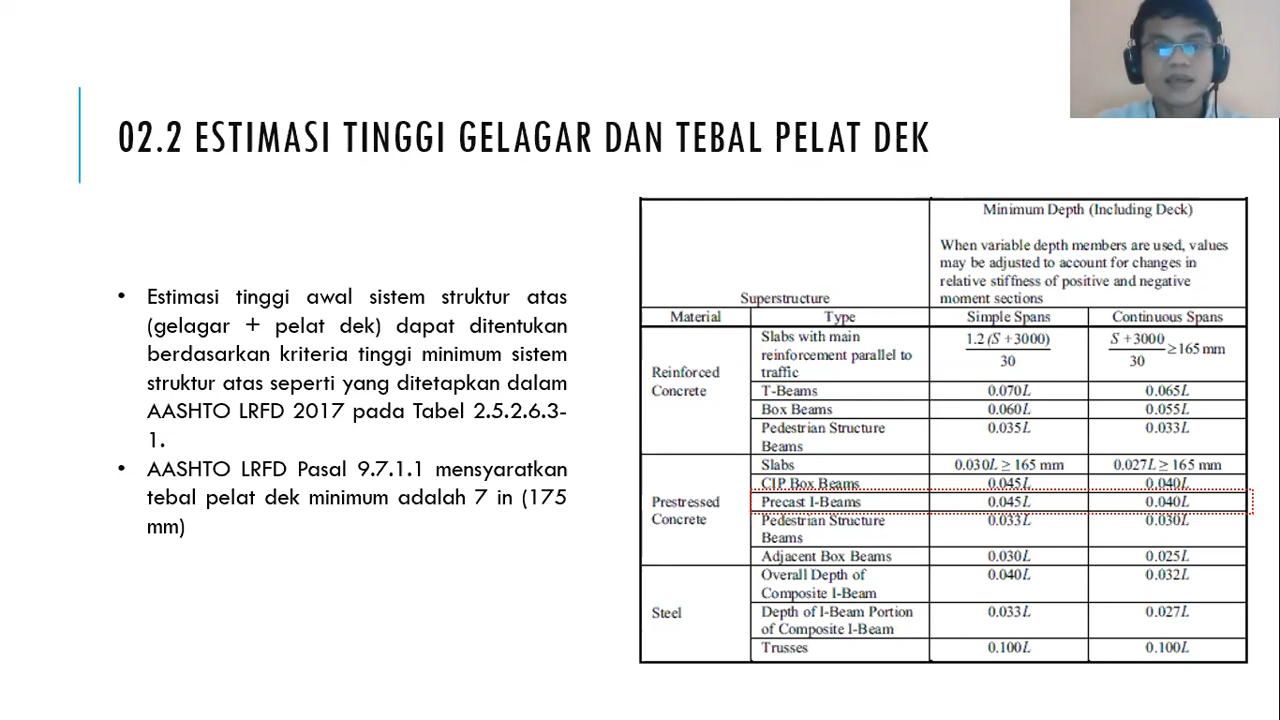 02.2 ESTIMASI TINGGI GELAGAR DAN TEBAL PELAT DEK
• Estimasi tinggi awal sistem struktur atas
(gelagar + pelat dek) dapat ditentukan
berdasarkan kriteria tinggi minimum sistem
struktur atas seperti yang ditetapkan dalam
AASHTO LRFD 2017 pada Tabel 2.5.2.6.3-
1.
• AASHTO LRFD Pasal 9.7.1.1 mensyaratkan
tebal pelat dek minimum adalah 7 in (175
mm)
Minimum Depth (Including Deck)
When variable depth members are used, values
may be adjusted to account for changes in
relative stiffness of positive and negative
moment sections
Superstructure
Material Type Simple Spans Continuous Spans
Reinforced
Concrete
Slabs with main
reinforcement parallel to
traffic
1.2 (S +3000)
30
S +3000
30
≥165 mm
T-Beams 0.070L 0.065L
Box Beams 0.060L 0.055L
Pedestrian Structure
Beams
0.035L 0.033L
Prestressed
Concrete
Slabs 0.030L ≥ 165 mm 0.027L ≥ 165 mm
CIP Box Beams 0.045L 0.040L
Precast I-Beams 0.045L 0.040L
Pedestrian Structure
Beams
0.033L 0.030L
Adjacent Box Beams 0.030L 0.025L
Steel
Overall Depth of
Composite I-Beam
0.040L 0.032L
Depth of I-Beam Portion
of Composite I-Beam
0.033L 0.027L
Trusses 0.100L 0.100L